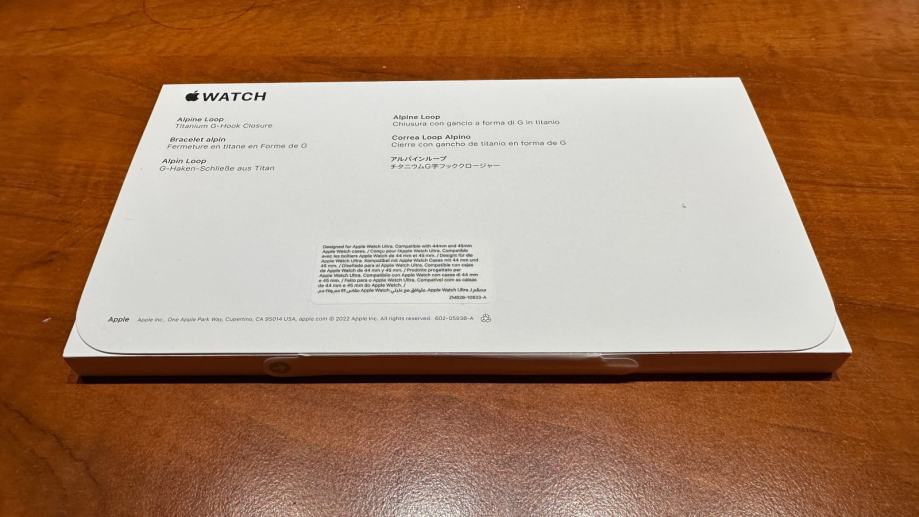 WATCH
Alpine Loop
Titanium G-Hook Closure
Bracelet alpin
Fermeture en titane en Forme de G
Alpin Loop
G-Haken-Schließe aus Titan
Alpine Loop
Chiusura con gancio a forma di G in titanio
Correa Loop Alpino
Cierre con gancho de titanio en forma de G
アルパインループ
チタニウムG字フッククロージャー
Designed for Apple Watch Ultra. Compatible with 44mm and 45mm
Apple Watch cases. / Conçu pour l'Apple Watch Ultra. Compatible
avec les boîtiers Apple Watch de 44 mm et 45 mm. / Designt für die
Apple Watch Ultra. Kompatibel mit Apple Watch Cases mit 44 mm und
45 mm. / Diseñado para el Apple Watch Ultra. Compatible con cajas
de Apple Watch de 44 mm y 45 mm. / Prodotto progettato per
Apple Watch Ultra. Compatibile con Apple Watch con cassa di 44 mm
e 45 mm. / Feito para o Apple Watch Ultra. Compatível com as caixas
de 44 mm e 45 mm do Apple Watch. /
Apple Watch Ultra Apple Watch
ZM828-10933-A
Apple Apple Inc., One Apple Park Way, Cupertino, CA 95014 USA, apple.com © 2022 Apple Inc. All rights reserved. 602-05938-A